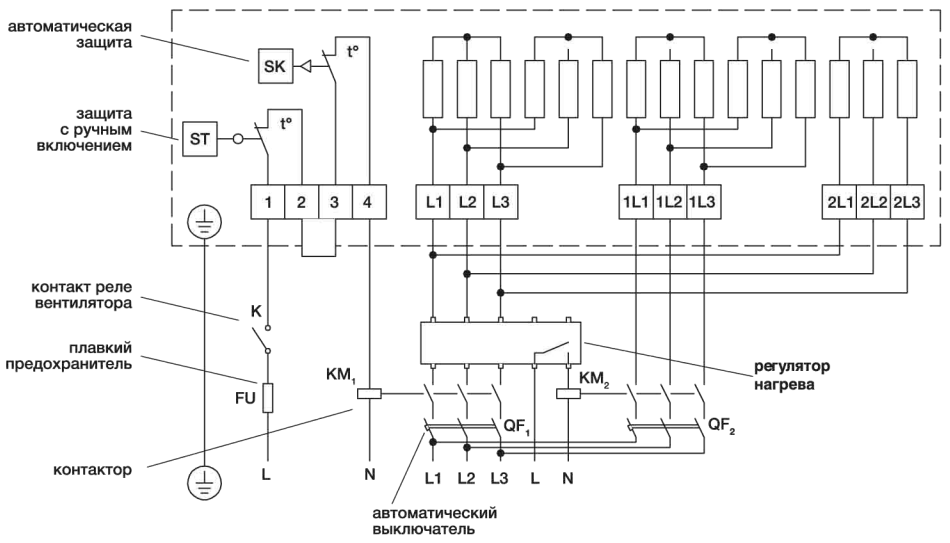 автоматическая
защита
SK
t°
защита
с ручным
включением
ST
t°
1 2 3 4
L1 L2 L3
1L1 1L2 1L3
2L1 2L2 2L3
контакт реле
вентилятора
K
плавкий
предохранитель
FU
KM1
KM2
регулятор
нагрева
QF1
QF2
контактор
L
N
L1 L2 L3 L N
автоматический
выключатель